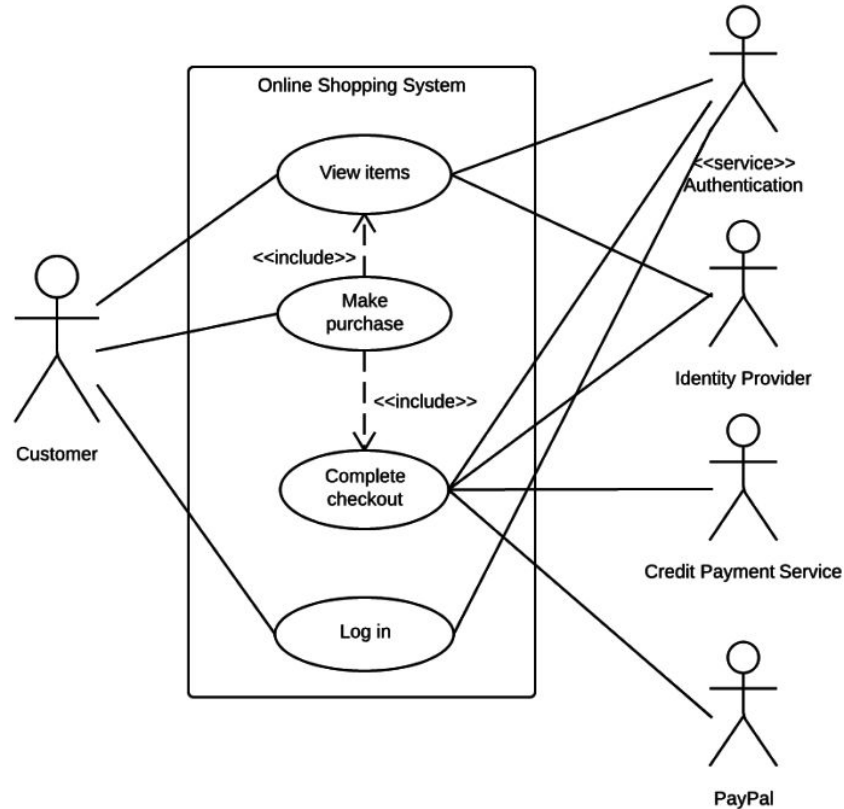 Online Shopping System
View items
<<include>>
Make
purchase
<<include>>
Complete
checkout
Log in
Customer
<<service>>
Authentication
Identity Provider
Credit Payment Service
PayPal